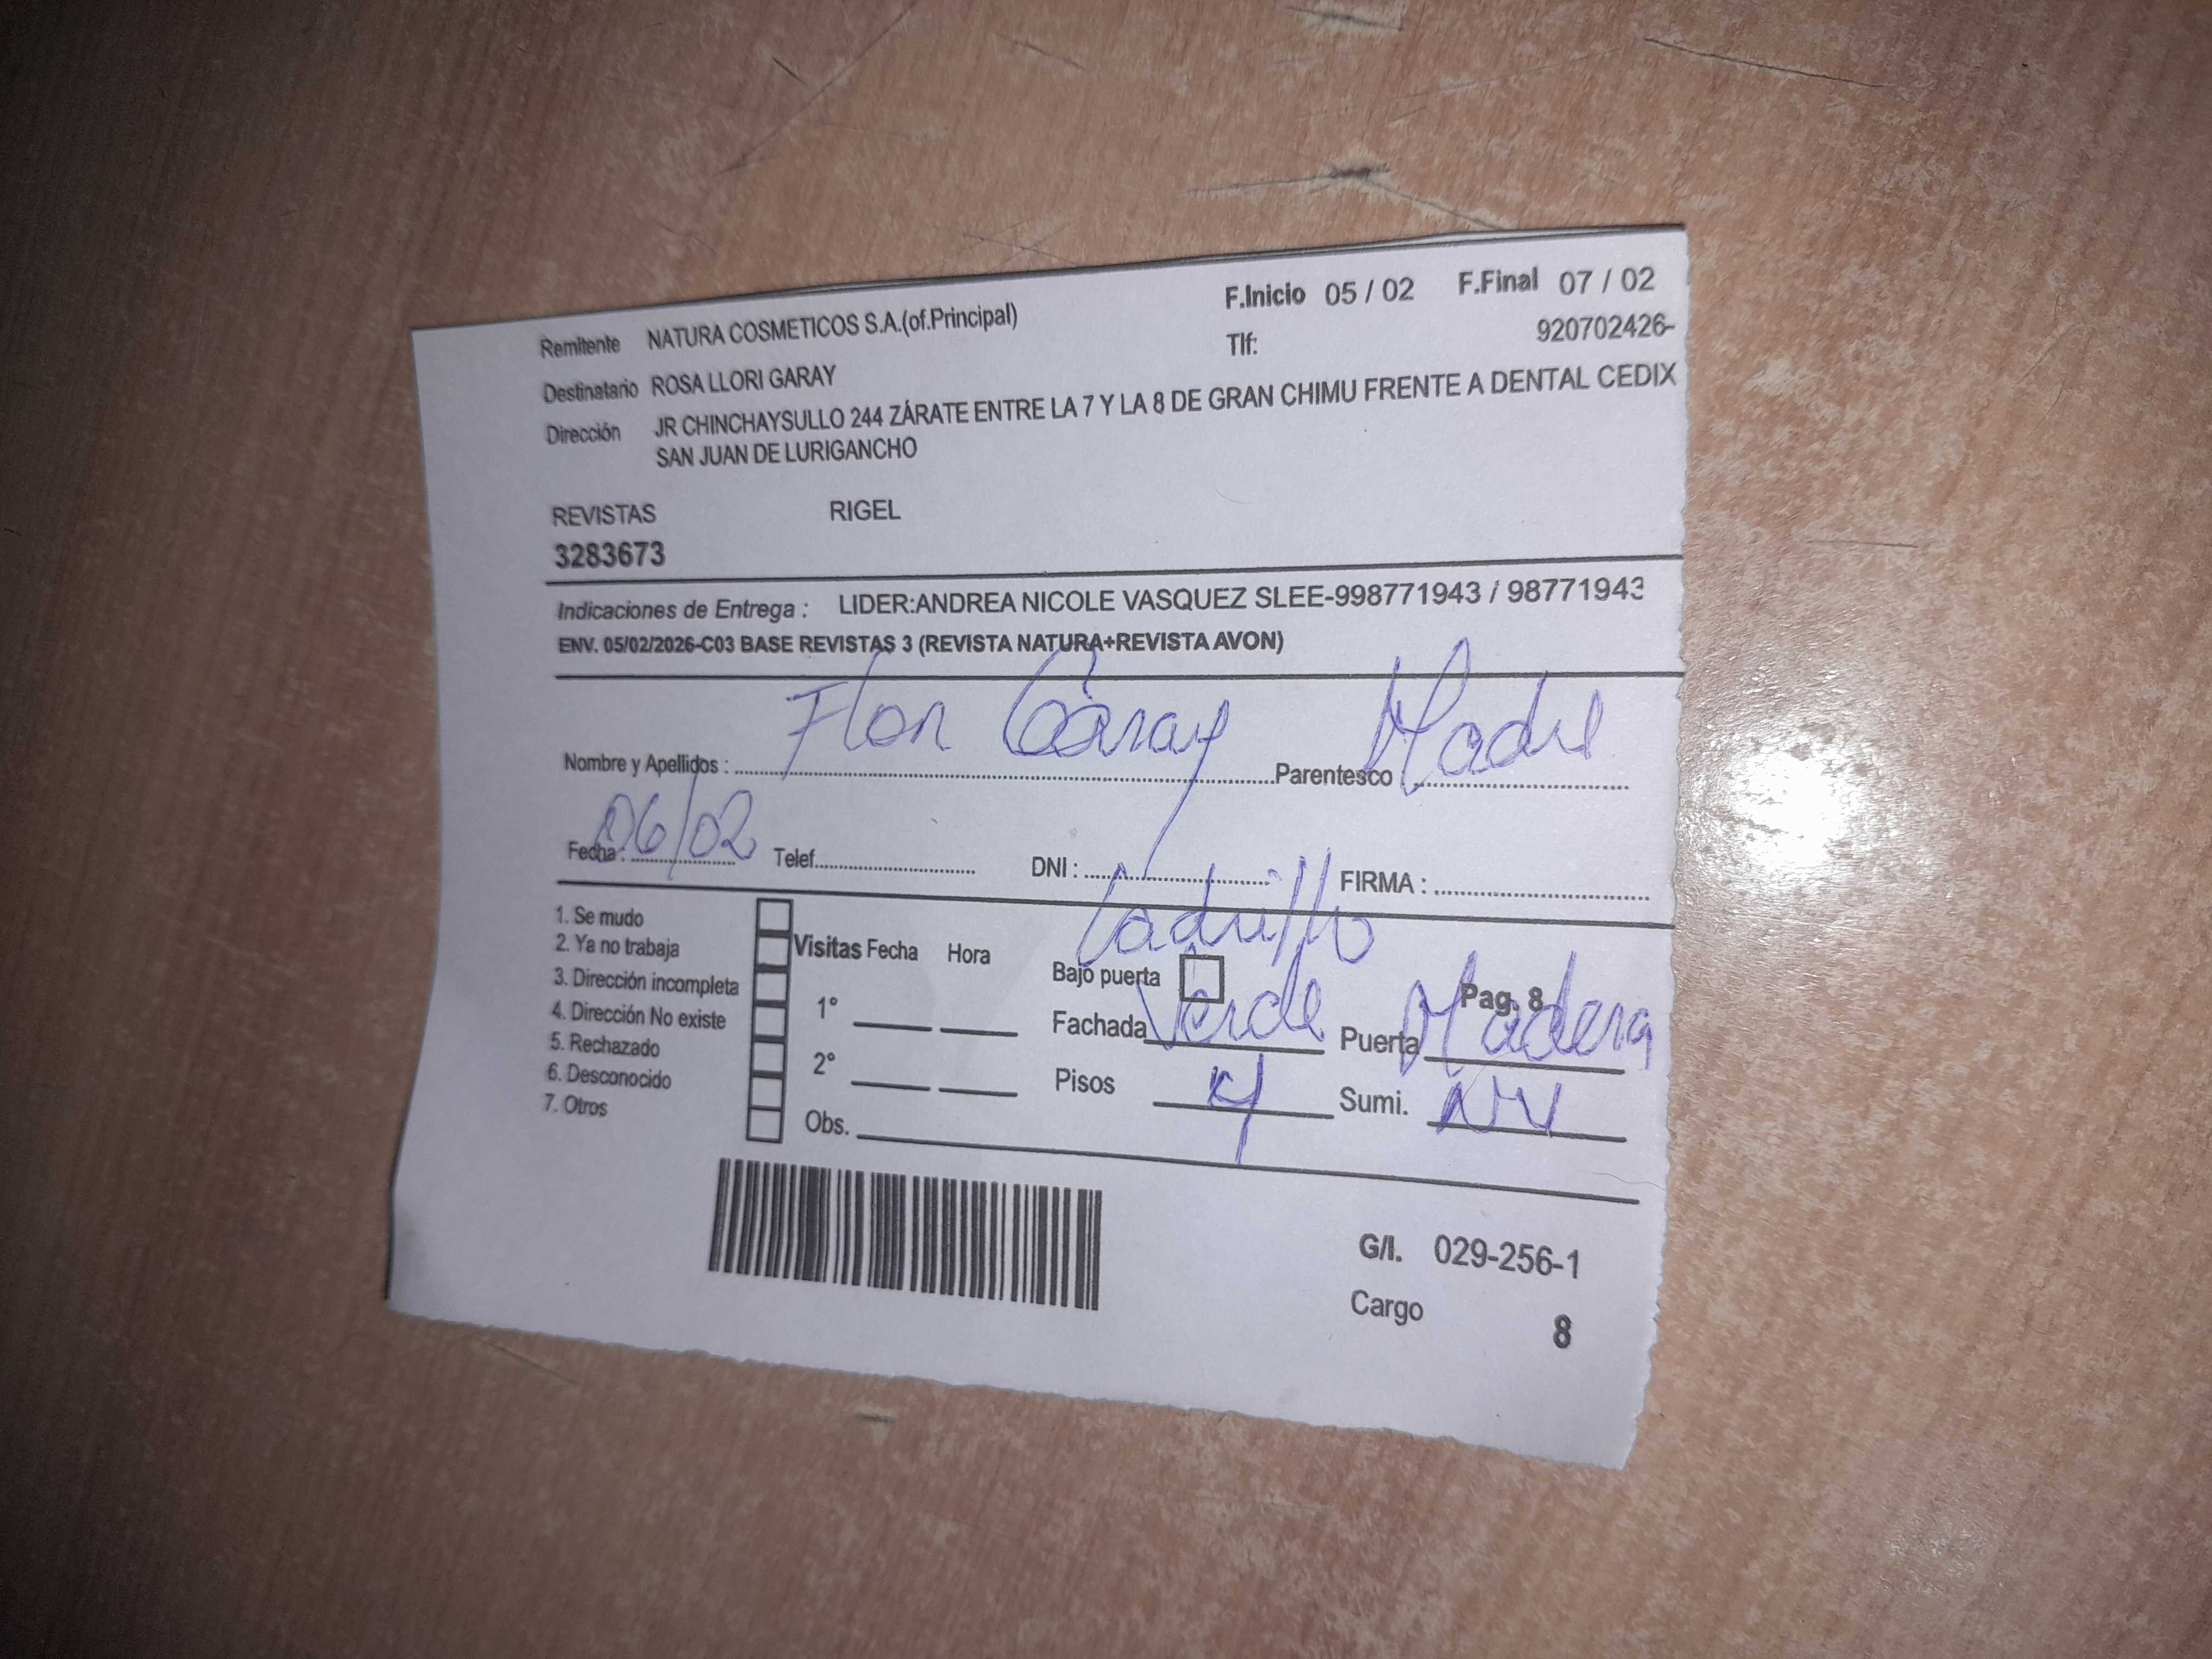 F.Inicio 05 / 02 F.Final 07 / 02
Remitente NATURA COSMETICOS S.A.(of.Principal)
Tlf: 920702426-
Destinatario ROSA LLORI GARAY
Dirección JR CHINCHAYSULLO 244 ZÁRATE ENTRE LA 7 Y LA 8 DE GRAN CHIMU FRENTE A DENTAL CEDIX
SAN JUAN DE LURIGANCHO
REVISTAS RIGEL
3283673
Indicaciones de Entrega : LIDER:ANDREA NICOLE VASQUEZ SLEE-998771943 / 98771943
ENV. 05/02/2026-C03 BASE REVISTAS 3 (REVISTA NATURA+REVISTA AVON)
Nombre y Apellidos : Flor Garay Parentesco : Madre
Fecha : 06/02 Telef. DNI : FIRMA :
1. Se mudo
2. Ya no trabaja
3. Dirección incompleta
4. Dirección No existe
5. Rechazado
6. Desconocido
7. Otros
Visitas Fecha Hora
1°
2°
Obs.
Ladrillo
Bajo puerta Pag. 8
Fachada Verde Puerta Madera
Pisos 4 Sumi. NV
G/I. 029-256-1
Cargo 8